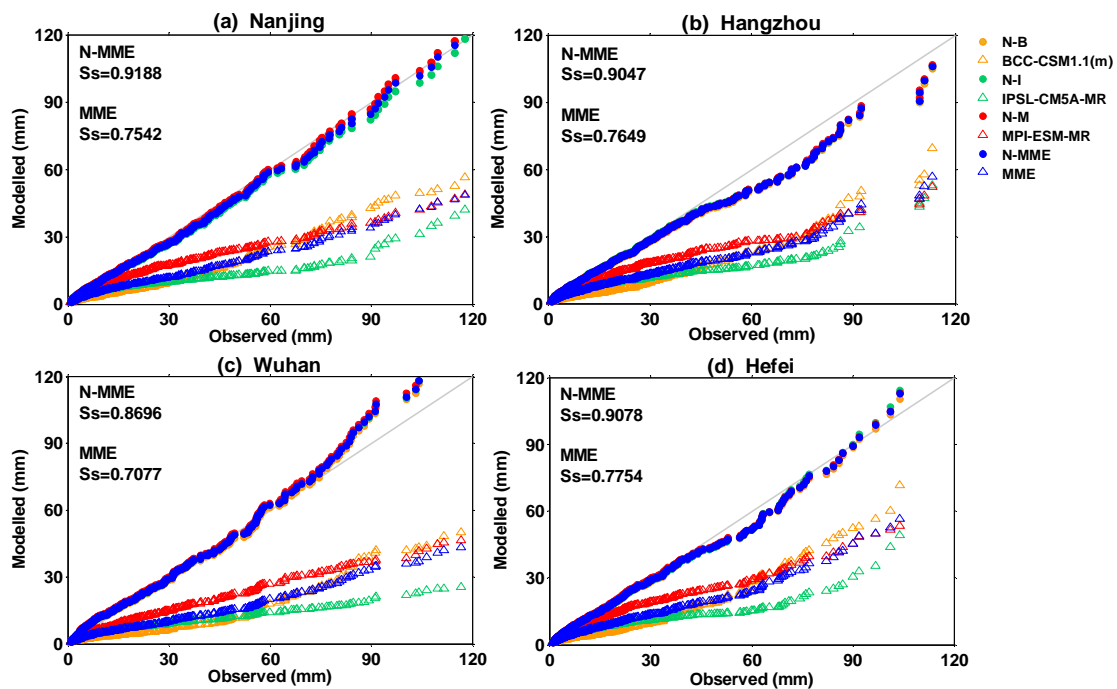 (a) Nanjing
N-MME
Ss=0.9188
MME
Ss=0.7542
Modelled (mm)
120
90
60
30
0
0 30 60 90 120
Observed (mm)
(b) Hangzhou
N-MME
Ss=0.9047
MME
Ss=0.7649
Modelled (mm)
120
90
60
30
0
0 30 60 90 120
Observed (mm)
N-B
BCC-CSM1.1(m)
N-I
IPSL-CM5A-MR
N-M
MPI-ESM-MR
N-MME
MME
(c) Wuhan
N-MME
Ss=0.8696
MME
Ss=0.7077
Modelled (mm)
120
90
60
30
0
0 30 60 90 120
Observed (mm)
(d) Hefei
N-MME
Ss=0.9078
MME
Ss=0.7754
Modelled (mm)
120
90
60
30
0
0 30 60 90 120
Observed (mm)